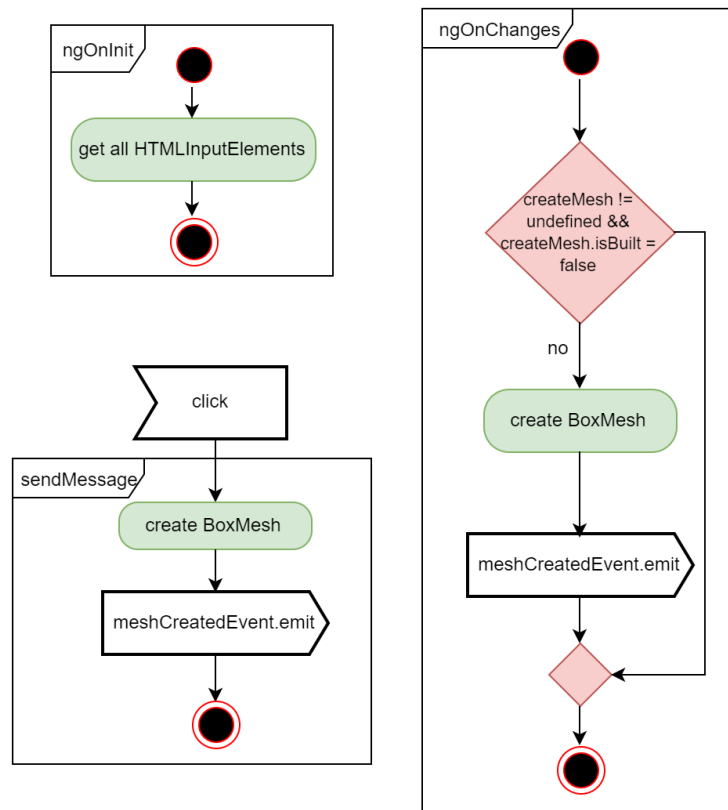 ngOnInit
get all HTMLInputElements
click
sendMessage
create BoxMesh
meshCreatedEvent.emit
ngOnChanges
createMesh !=
undefined &&
createMesh.isBuilt =
false
no
create BoxMesh
meshCreatedEvent.emit